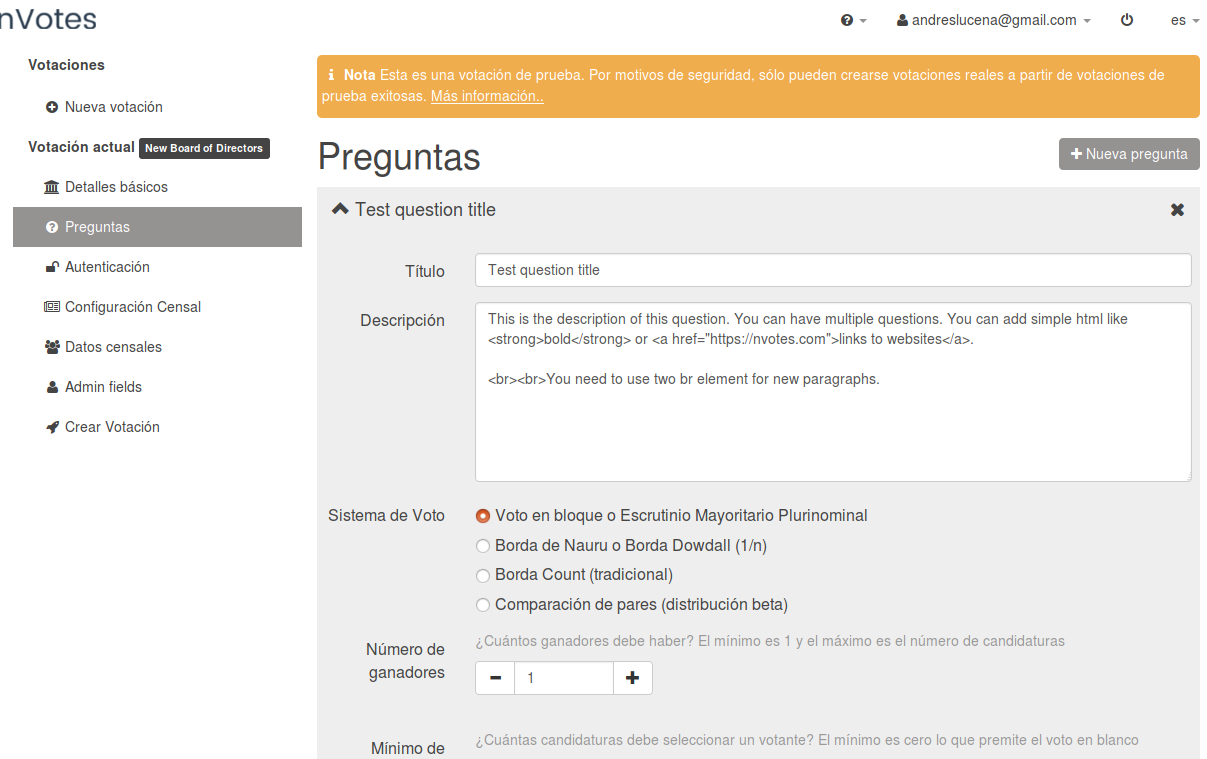 nVotes
andreslucena@gmail.com
es
Votaciones
Nueva votación
Votación actual New Board of Directors
Detalles básicos
Preguntas
Autenticación
Configuración Censal
Datos censales
Admin fields
Crear Votación
Nota Esta es una votación de prueba. Por motivos de seguridad, sólo pueden crearse votaciones reales a partir de votaciones de
prueba exitosas. Más información..
Preguntas
Nueva pregunta
Test question title
Título
Test question title
Descripción
This is the description of this question. You can have multiple questions. You can add simple html like
<strong>bold</strong> or <a href="https://nvotes.com">links to websites</a>.
<br><br>You need to use two br element for new paragraphs.
Sistema de Voto
Voto en bloque o Escrutinio Mayoritario Plurinominal
Borda de Nauru o Borda Dowdall (1/n)
Borda Count (tradicional)
Comparación de pares (distribución beta)
Número de
ganadores
¿Cuántos ganadores debe haber? El mínimo es 1 y el máximo es el número de candidaturas
1
Mínimo de
¿Cuántas candidaturas debe seleccionar un votante? El mínimo es cero lo que premite el voto en blanco